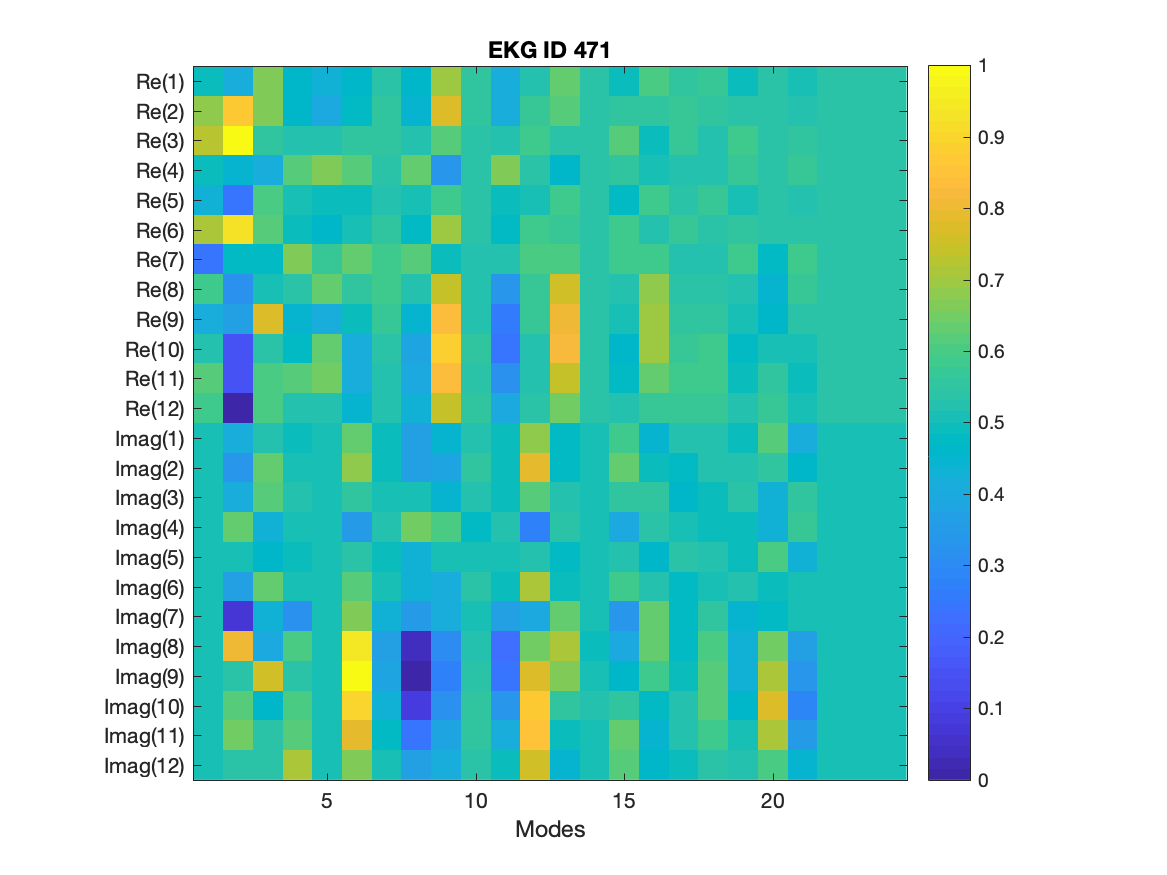 EKG ID 471
Re(1)
Re(2)
Re(3)
Re(4)
Re(5)
Re(6)
Re(7)
Re(8)
Re(9)
Re(10)
Re(11)
Re(12)
Imag(1)
Imag(2)
Imag(3)
Imag(4)
Imag(5)
Imag(6)
Imag(7)
Imag(8)
Imag(9)
Imag(10)
Imag(11)
Imag(12)
5 10 15 20
Modes
1
0.9
0.8
0.7
0.6
0.5
0.4
0.3
0.2
0.1
0